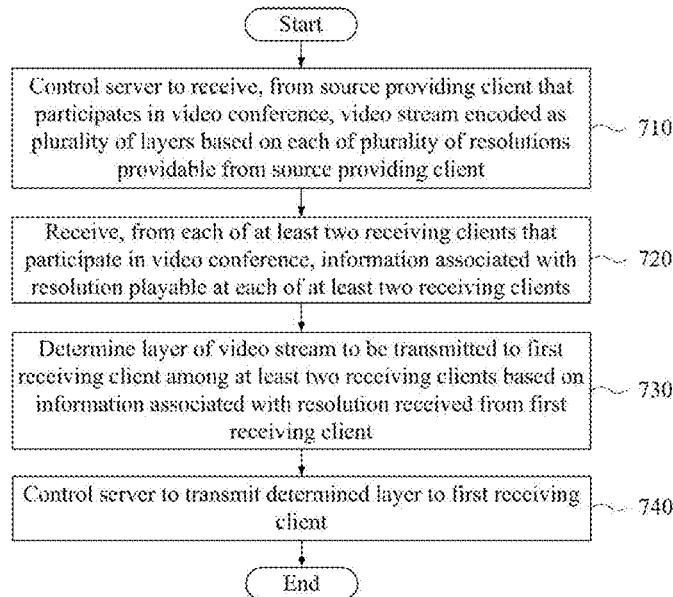 Start
Control server to receive, from source providing client that
participates in video conference, video stream encoded as
plurality of layers based on each of plurality of resolutions
providable from source providing client
710
Receive, from each of at least two receiving clients that
participate in video conference, information associated with
resolution playable at each of at least two receiving clients
720
Determine layer of video stream to be transmitted to first
receiving client among at least two receiving clients based on
information associated with resolution received from first
receiving client
730
Control server to transmit determined layer to first receiving
client
740
End